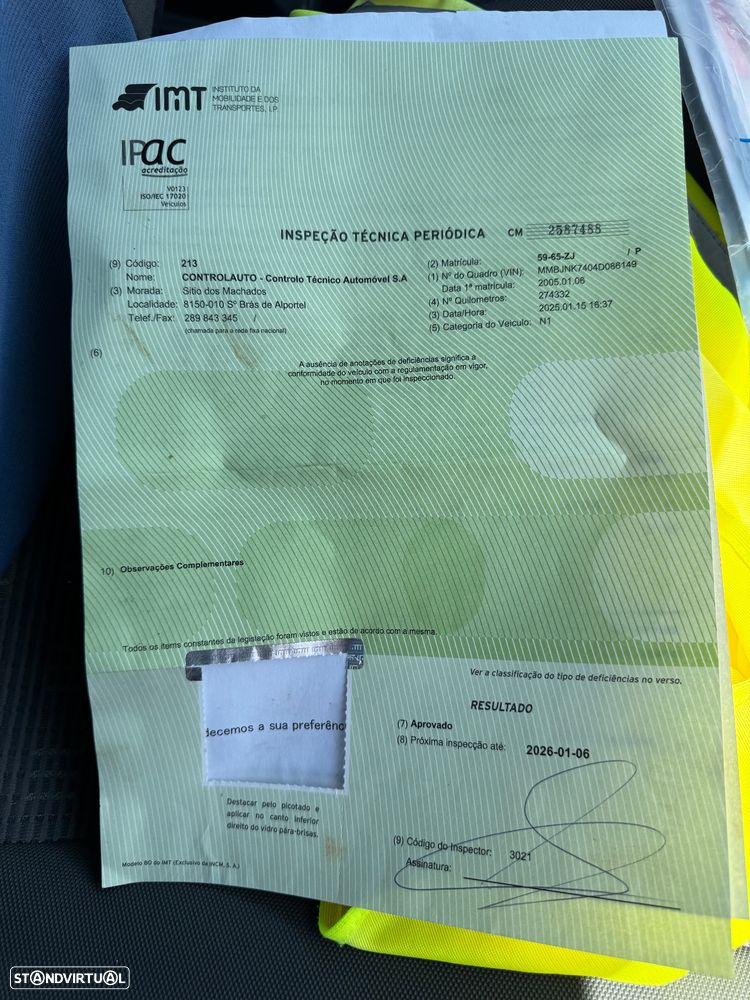 IMT INSTITUTO DA
MOBILIDADE E DOS
TRANSPORTES, I.P.
IPAC
acreditação
V0123
ISO/IEC 17020
Veículos
INSPEÇÃO TÉCNICA PERIÓDICA CM 2587488
(9) Código: 213
Nome: CONTROLAUTO - Controlo Técnico Automóvel S.A
(3) Morada: Sítio dos Machados
Localidade: 8150-010 Sº Brás de Alportel
Telef./Fax: 289 843 345 /
(chamada para a rede fixa nacional)
(2) Matrícula: 59-65-ZJ / P
(1) Nº do Quadro (VIN): MMBJNK7404D086149
Data 1ª matrícula: 2005.01.06
(4) Nº Quilometros: 274332
(3) Data/Hora: 2025.01.15 16:37
(5) Categoria do Veículo: N1
(6)
A ausência de anotações de deficiências significa a
conformidade do veículo com a regulamentação em vigor,
no momento em que foi inspeccionado.
10) Observações Complementares
Todos os items constantes da legislação foram vistos e estão de acordo com a mesma.
Ver a classificação do tipo de deficiências no verso.
decemos a sua preferênc
RESULTADO
(7) Aprovado
(8) Próxima inspecção até: 2026-01-06
Destacar pelo picotado e
aplicar no canto inferior
direito do vidro pára-brisas.
(9) Código do Inspector: 3021
Assinatura:
Modelo BO do IMT (Exclusivo da INCM, S. A.)
STANDVIRTUAL